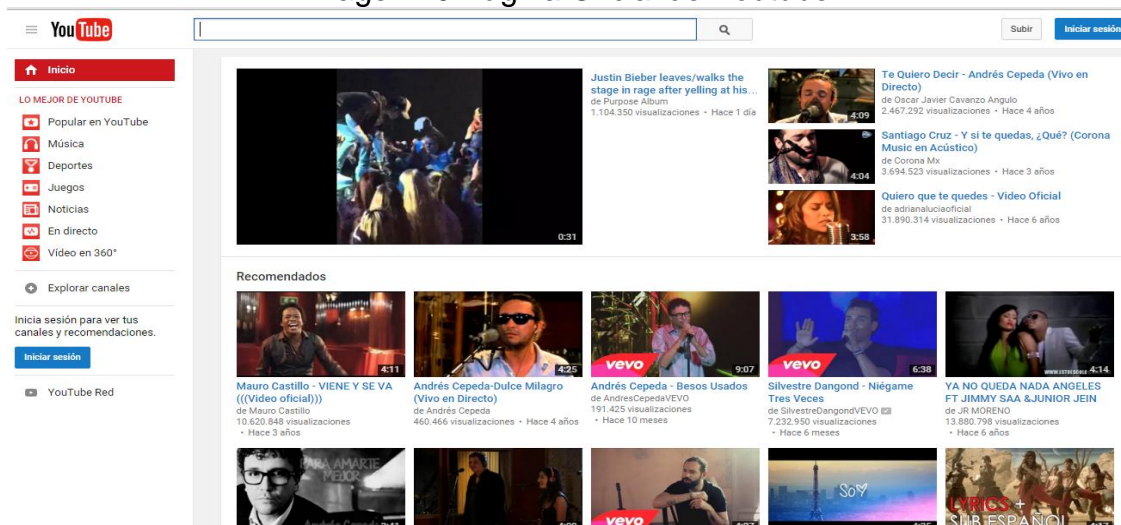 You Tube
Subir
Iniciar sesión
Inicio
LO MEJOR DE YOUTUBE
Popular en YouTube
Música
Deportes
Juegos
Noticias
En directo
Vídeo en 360°
Explorar canales
Inicia sesión para ver tus
canales y recomendaciones.
Iniciar sesión
YouTube Red
0:31
Justin Bieber leaves/walks the
stage in rage after yelling at his...
de Purpose Album
1.104.350 visualizaciones • Hace 1 día
4:09
Te Quiero Decir - Andrés Cepeda (Vivo en
Directo)
de Oscar Javier Cavanzo Angulo
2.467.292 visualizaciones • Hace 4 años
4:04
Santiago Cruz - Y si te quedas, ¿Qué? (Corona
Music en Acústico)
de Corona Mx
3.694.523 visualizaciones • Hace 3 años
3:58
Quiero que te quedes - Video Oficial
de adrianaluciaoficial
31.890.314 visualizaciones • Hace 6 años
Recomendados
4:11
Mauro Castillo - VIENE Y SE VA
(((Video oficial)))
de Mauro Castillo
10.620.848 visualizaciones
• Hace 3 años
4:25
Andrés Cepeda-Dulce Milagro
(Vivo en Directo)
de Andrés Cepeda
460.466 visualizaciones • Hace 4 años
vevo
9:07
Andrés Cepeda - Besos Usados
de AndresCepedaVEVO
191.425 visualizaciones
• Hace 10 meses
vevo
6:38
Silvestre Dangond - Niégame
Tres Veces
de SilvestreDangondVEVO
7.232.950 visualizaciones
• Hace 6 meses
4:14
YA NO QUEDA NADA ANGELES
FT JIMMY SAA &JUNIOR JEIN
de JR MORENO
13.880.798 visualizaciones
• Hace 6 años
PARA AMARTE
MEJOR
vevo
So
LYRICS +
SUB ESPAÑOL